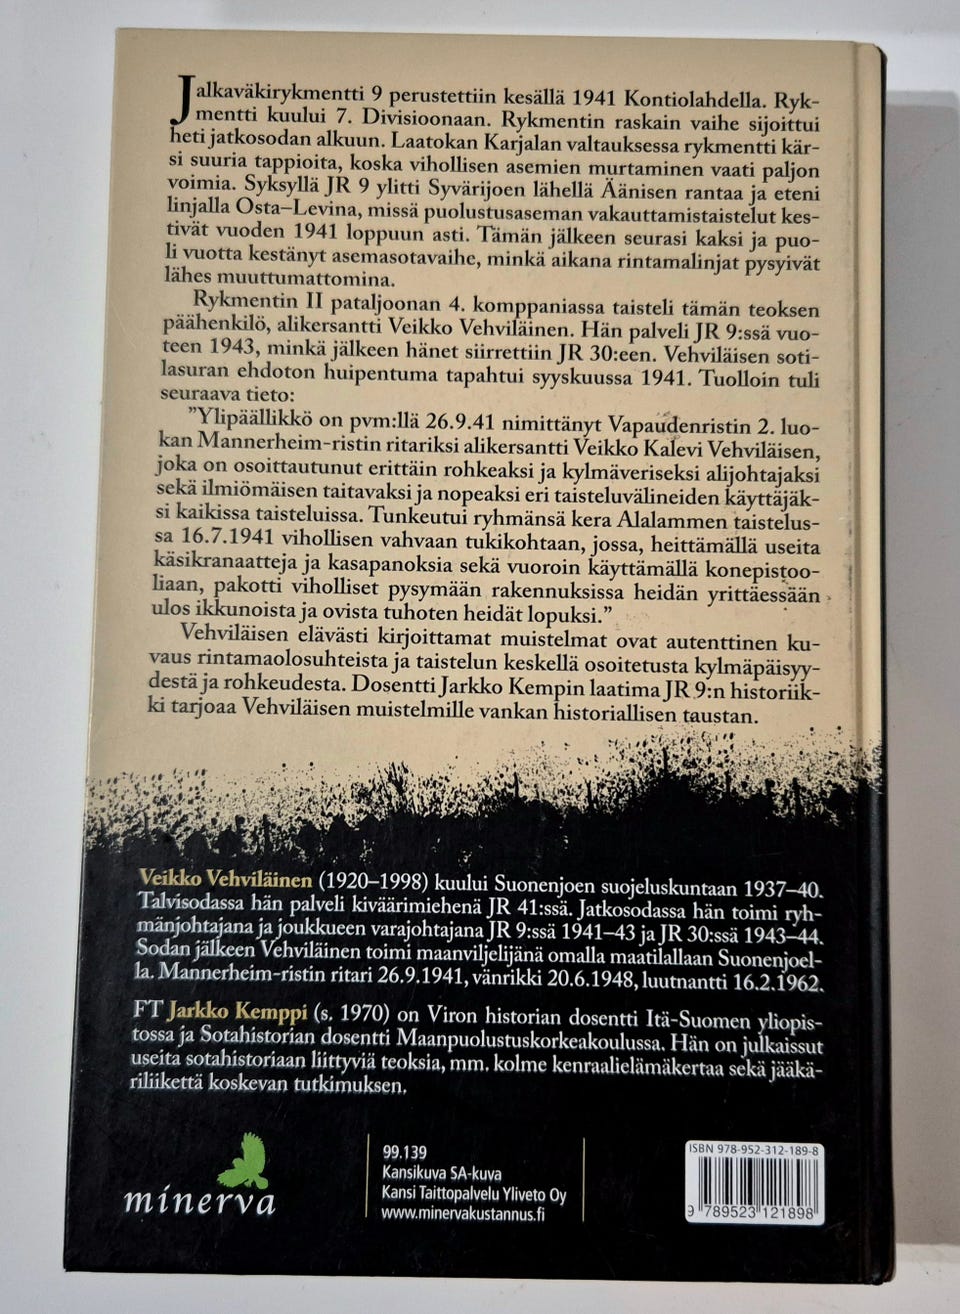 Jalkaväkirykmentti 9 perustettiin kesällä 1941 Kontiolahdella. Ryk-
mentti kuului 7. Divisioonaan. Rykmentin raskain vaihe sijoittui
heti jatkosodan alkuun. Laatokan Karjalan valtauksessa rykmentti kär-
si suuria tappioita, koska vihollisen asemien murtaminen vaati paljon
voimia. Syksyllä JR 9 ylitti Syvärijoen lähellä Äänisen rantaa ja eteni
linjalla Osta–Levina, missä puolustusaseman vakauttamistaistelut kes-
tivät vuoden 1941 loppuun asti. Tämän jälkeen seurasi kaksi ja puo-
li vuotta kestänyt asemasotavaihe, minkä aikana rintamalinjat pysyivät
lähes muuttumattomina.
Rykmentin II pataljoonan 4. komppaniassa taisteli tämän teoksen
päähenkilö, alikersantti Veikko Vehviläinen. Hän palveli JR 9:ssä vuo-
teen 1943, minkä jälkeen hänet siirrettiin JR 30:een. Vehviläisen soti-
lasuran ehdoton huipentuma tapahtui syyskuussa 1941. Tuolloin tuli
seuraava tieto:
”Ylipäällikkö on pvm:llä 26.9.41 nimittänyt Vapaudenristin 2. luo-
kan Mannerheim-ristin ritariksi alikersantti Veikko Kalevi Vehviläisen,
joka on osoittautunut erittäin rohkeaksi ja kylmäveriseksi alijohtajaksi
sekä ilmiömäisen taitavaksi ja nopeaksi eri taisteluvälineiden käyttäjäk-
si kaikissa taisteluissa. Tunkeutui ryhmänsä kera Alalammen taistelus-
sa 16.7.1941 vihollisen vahvaan tukikohtaan, jossa, heittämällä useita
käsikranaatteja ja kasapanoksia sekä vuoroin käyttämällä konepistoo-
liaan, pakotti viholliset pysymään rakennuksissa heidän yrittäessään
ulos ikkunoista ja ovista tuhoten heidät lopuksi.”
Vehviläisen elävästi kirjoittamat muistelmat ovat autenttinen ku-
vaus rintamaolosuhteista ja taistelun keskellä osoitetusta kylmäpäisyy-
destä ja rohkeudesta. Dosentti Jarkko Kempin laatima JR 9:n historiik-
ki tarjoaa Vehviläisen muistelmille vankan historiallisen taustan.
Veikko Vehviläinen (1920–1998) kuului Suonenjoen suojeluskuntaan 1937–40.
Talvisodassa hän palveli kiväärimiehenä JR 41:ssä. Jatkosodassa hän toimi ryh-
mänjohtajana ja joukkueen varajohtajana JR 9:ssä 1941–43 ja JR 30:ssä 1943–44.
Sodan jälkeen Vehviläinen toimi maanviljelijänä omalla maatilallaan Suonenjoel-
la. Mannerheim-ristin ritari 26.9.1941, vänrikki 20.6.1948, luutnantti 16.2.1962.
FT Jarkko Kemppi (s. 1970) on Viron historian dosentti Itä-Suomen yliopis-
tossa ja Sotahistorian dosentti Maanpuolustuskorkeakoulussa. Hän on julkaissut
useita sotahistoriaan liittyviä teoksia, mm. kolme kenraalielämäkertaa sekä jääkä-
riliikettä koskevan tutkimuksen.
minerva
99.139
Kansikuva SA-kuva
Kansi Taittopalvelu Yliveto Oy
www.minervakustannus.fi
ISBN 978-952-312-189-8
9 789523 121898